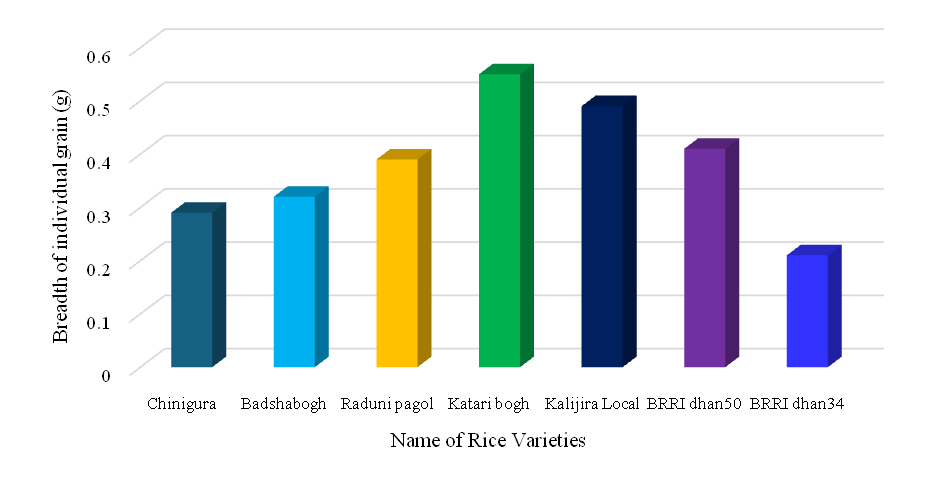 Breadth of individual grain (g)
0.6
0.5
0.4
0.3
0.2
0.1
0
Chinigura Badshabogh Raduni pagol Katari bogh Kalijira Local BRRI dhan50 BRRI dhan34
Name of Rice Varieties